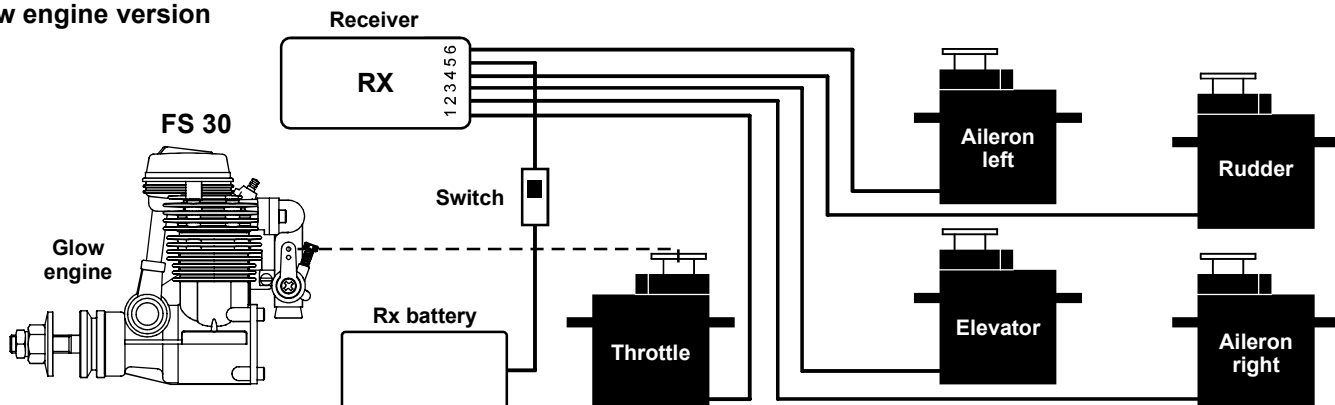 w engine version
Receiver
RX
1 2 3 4 5 6
FS 30
Glow
engine
Switch
Rx battery
Throttle
Aileron
left
Rudder
Elevator
Aileron
right